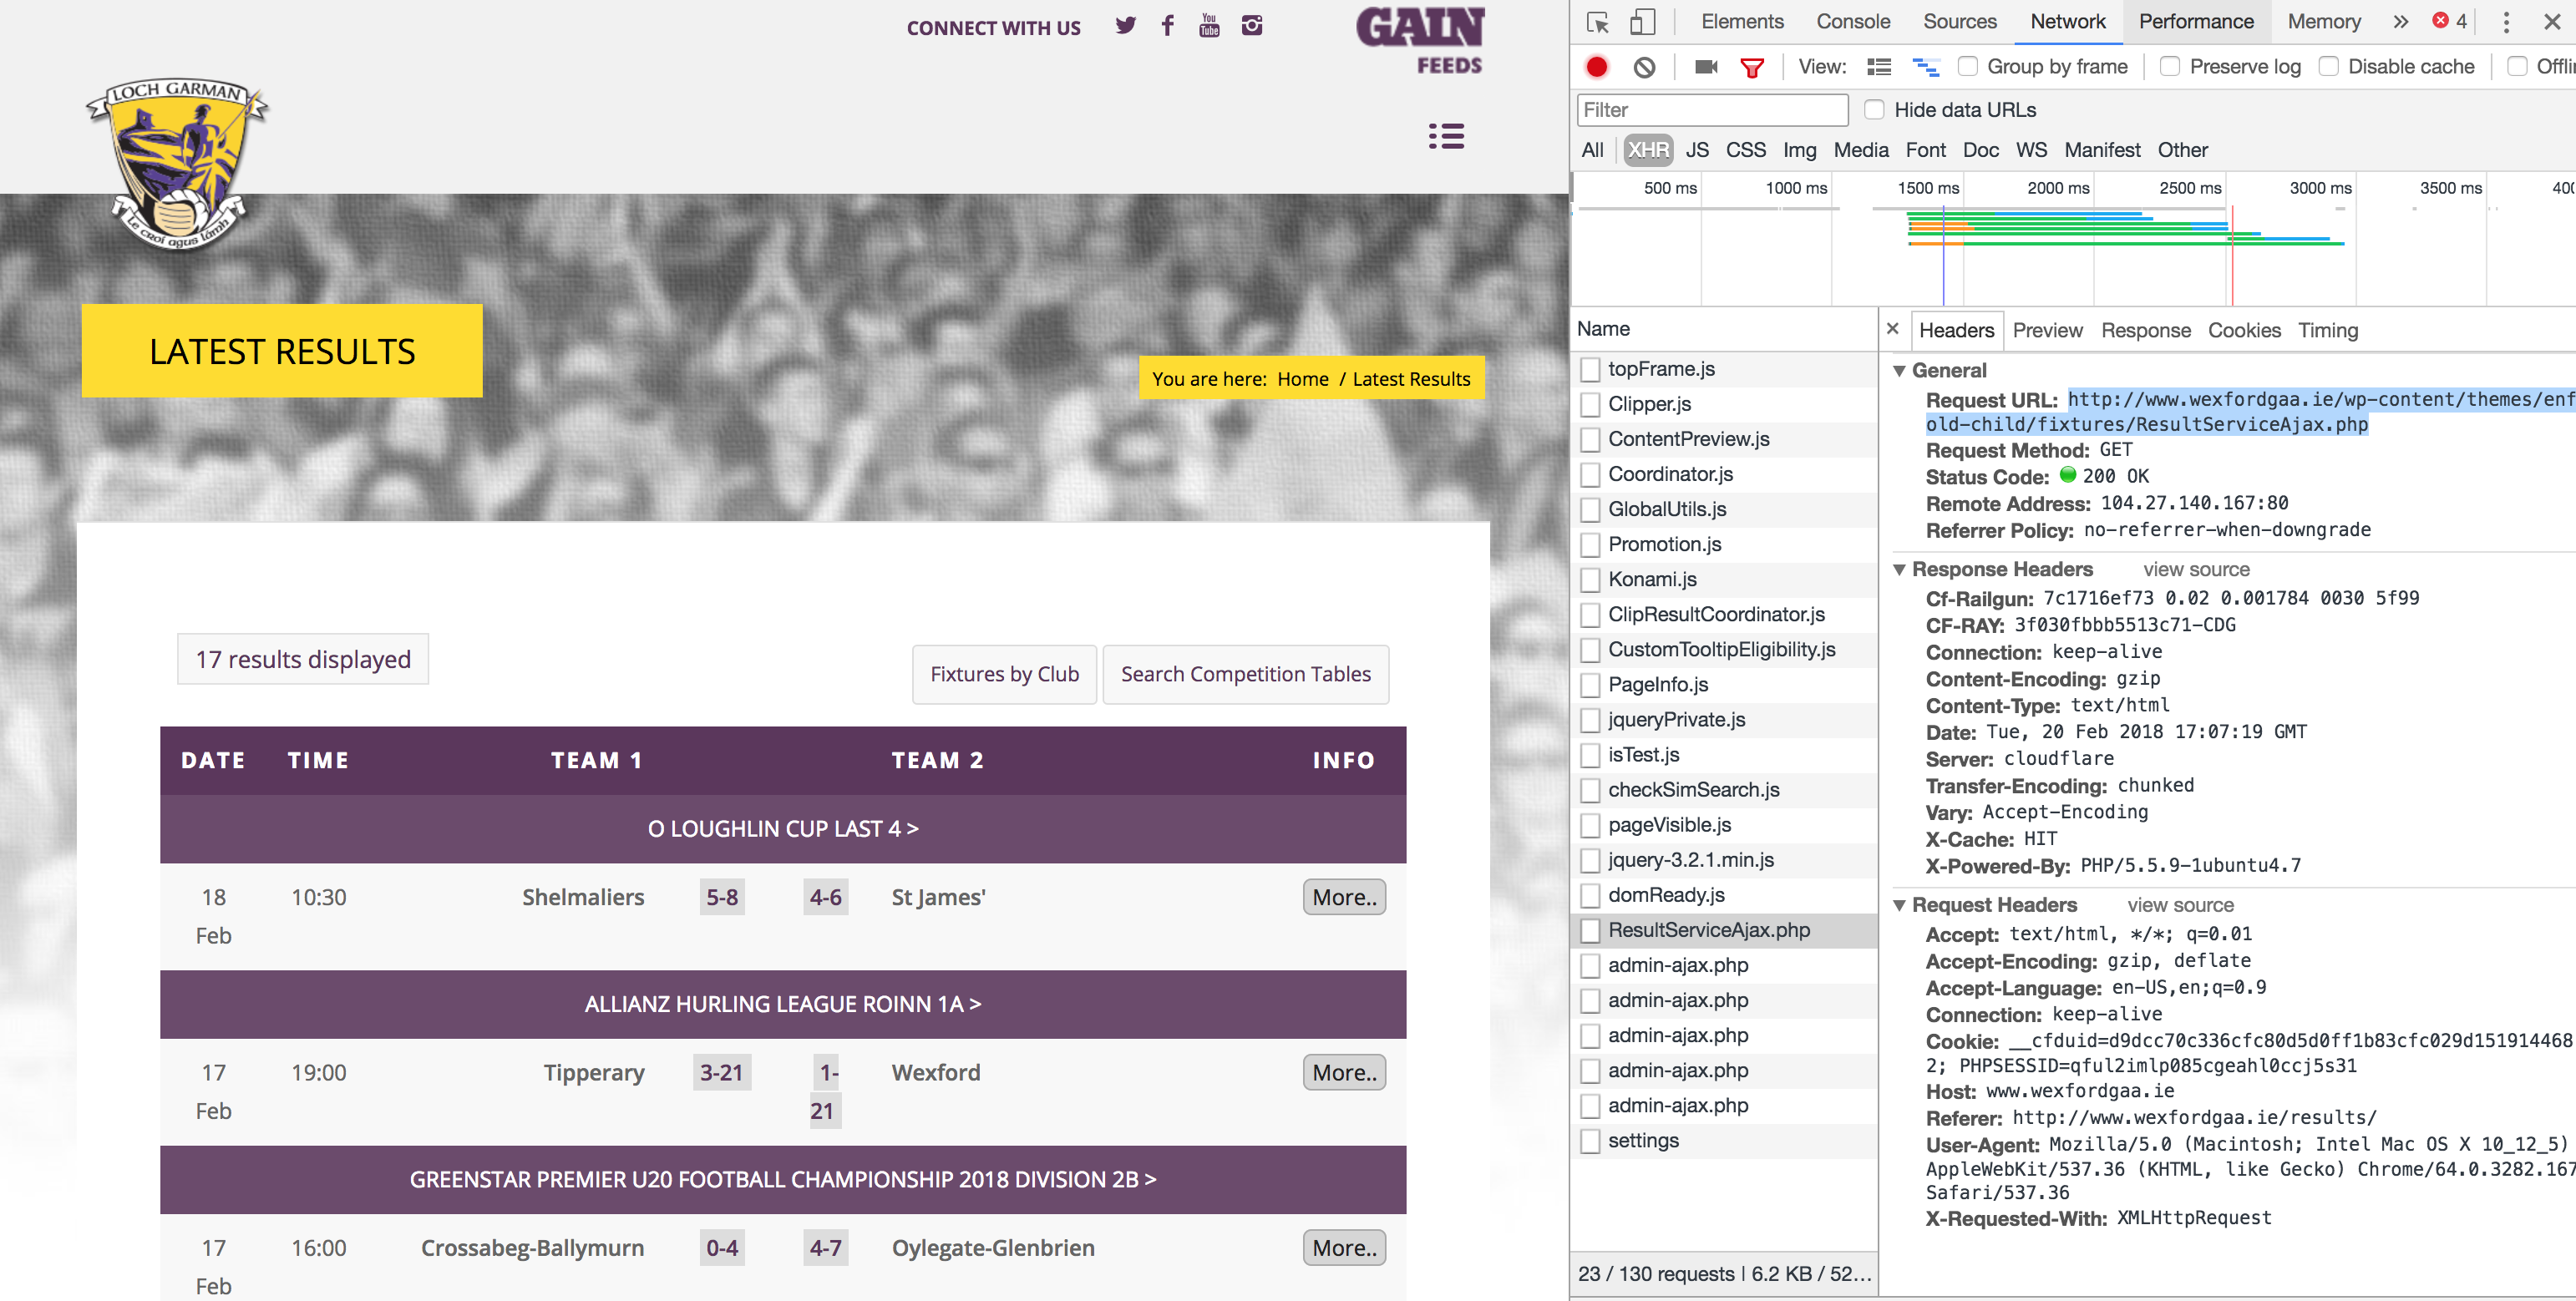 CONNECT WITH US
GAIN
FEEDS
LOCH GARMAN
Le croí agus lámh
LATEST RESULTS
You are here: Home / Latest Results
17 results displayed
Fixtures by Club
Search Competition Tables
DATE TIME TEAM 1 TEAM 2 INFO
O LOUGHLIN CUP LAST 4 >
18 Feb 10:30 Shelmaliers 5-8 4-6 St James' More..
ALLIANZ HURLING LEAGUE ROINN 1A >
17 Feb 19:00 Tipperary 3-21 1-21 Wexford More..
GREENSTAR PREMIER U20 FOOTBALL CHAMPIONSHIP 2018 DIVISION 2B >
17 Feb 16:00 Crossabeg-Ballymurn 0-4 4-7 Oylegate-Glenbrien More..
Elements Console Sources Network Performance Memory » 4
View: Group by frame Preserve log Disable cache Offlin
Filter Hide data URLs
All XHR JS CSS Img Media Font Doc WS Manifest Other
500 ms 1000 ms 1500 ms 2000 ms 2500 ms 3000 ms 3500 ms 400
Name
topFrame.js
Clipper.js
ContentPreview.js
Coordinator.js
GlobalUtils.js
Promotion.js
Konami.js
ClipResultCoordinator.js
CustomTooltipEligibility.js
PageInfo.js
jqueryPrivate.js
isTest.js
checkSimSearch.js
pageVisible.js
jquery-3.2.1.min.js
domReady.js
ResultServiceAjax.php
admin-ajax.php
admin-ajax.php
admin-ajax.php
admin-ajax.php
admin-ajax.php
settings
23 / 130 requests | 6.2 KB / 52...
× Headers Preview Response Cookies Timing
General
Request URL: http://www.wexfordgaa.ie/wp-content/themes/enf
old-child/fixtures/ResultServiceAjax.php
Request Method: GET
Status Code: 200 OK
Remote Address: 104.27.140.167:80
Referrer Policy: no-referrer-when-downgrade
Response Headers view source
Cf-Railgun: 7c1716ef73 0.02 0.001784 0030 5f99
CF-RAY: 3f030fbbb5513c71-CDG
Connection: keep-alive
Content-Encoding: gzip
Content-Type: text/html
Date: Tue, 20 Feb 2018 17:07:19 GMT
Server: cloudflare
Transfer-Encoding: chunked
Vary: Accept-Encoding
X-Cache: HIT
X-Powered-By: PHP/5.5.9-1ubuntu4.7
Request Headers view source
Accept: text/html, */*; q=0.01
Accept-Encoding: gzip, deflate
Accept-Language: en-US,en;q=0.9
Connection: keep-alive
Cookie: __cfduid=d9dcc70c336cfc80d5d0ff1b83cfc029d151914468
2; PHPSESSID=qful2imlp085cgeahl0ccj5s31
Host: www.wexfordgaa.ie
Referer: http://www.wexfordgaa.ie/results/
User-Agent: Mozilla/5.0 (Macintosh; Intel Mac OS X 10_12_5)
AppleWebKit/537.36 (KHTML, like Gecko) Chrome/64.0.3282.167
Safari/537.36
X-Requested-With: XMLHttpRequest